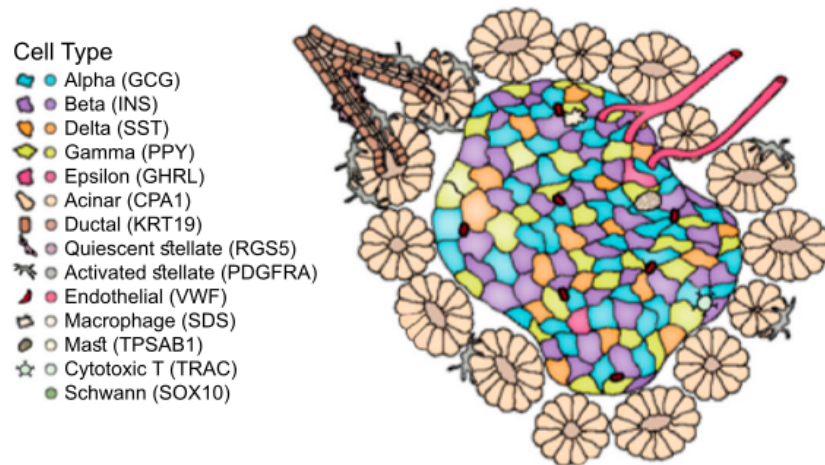 Cell Type
Alpha (GCG)
Beta (INS)
Delta (SST)
Gamma (PPY)
Epsilon (GHRL)
Acinar (CPA1)
Ductal (KRT19)
Quiescent stellate (RGS5)
Activated stellate (PDGFRA)
Endothelial (VWF)
Macrophage (SDS)
Mast (TPSAB1)
Cytotoxic T (TRAC)
Schwann (SOX10)